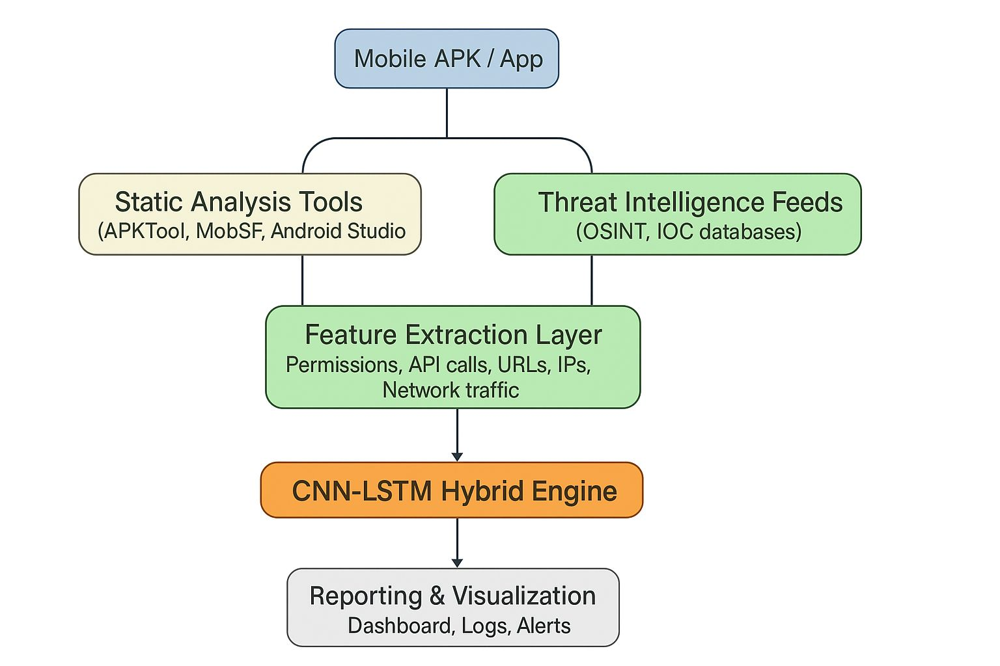 Mobile APK / App
Static Analysis Tools
(APKTool, MobSF, Android Studio
Threat Intelligence Feeds
(OSINT, IOC databases)
Feature Extraction Layer
Permissions, API calls, URLs, IPs,
Network traffic
CNN-LSTM Hybrid Engine
Reporting & Visualization
Dashboard, Logs, Alerts